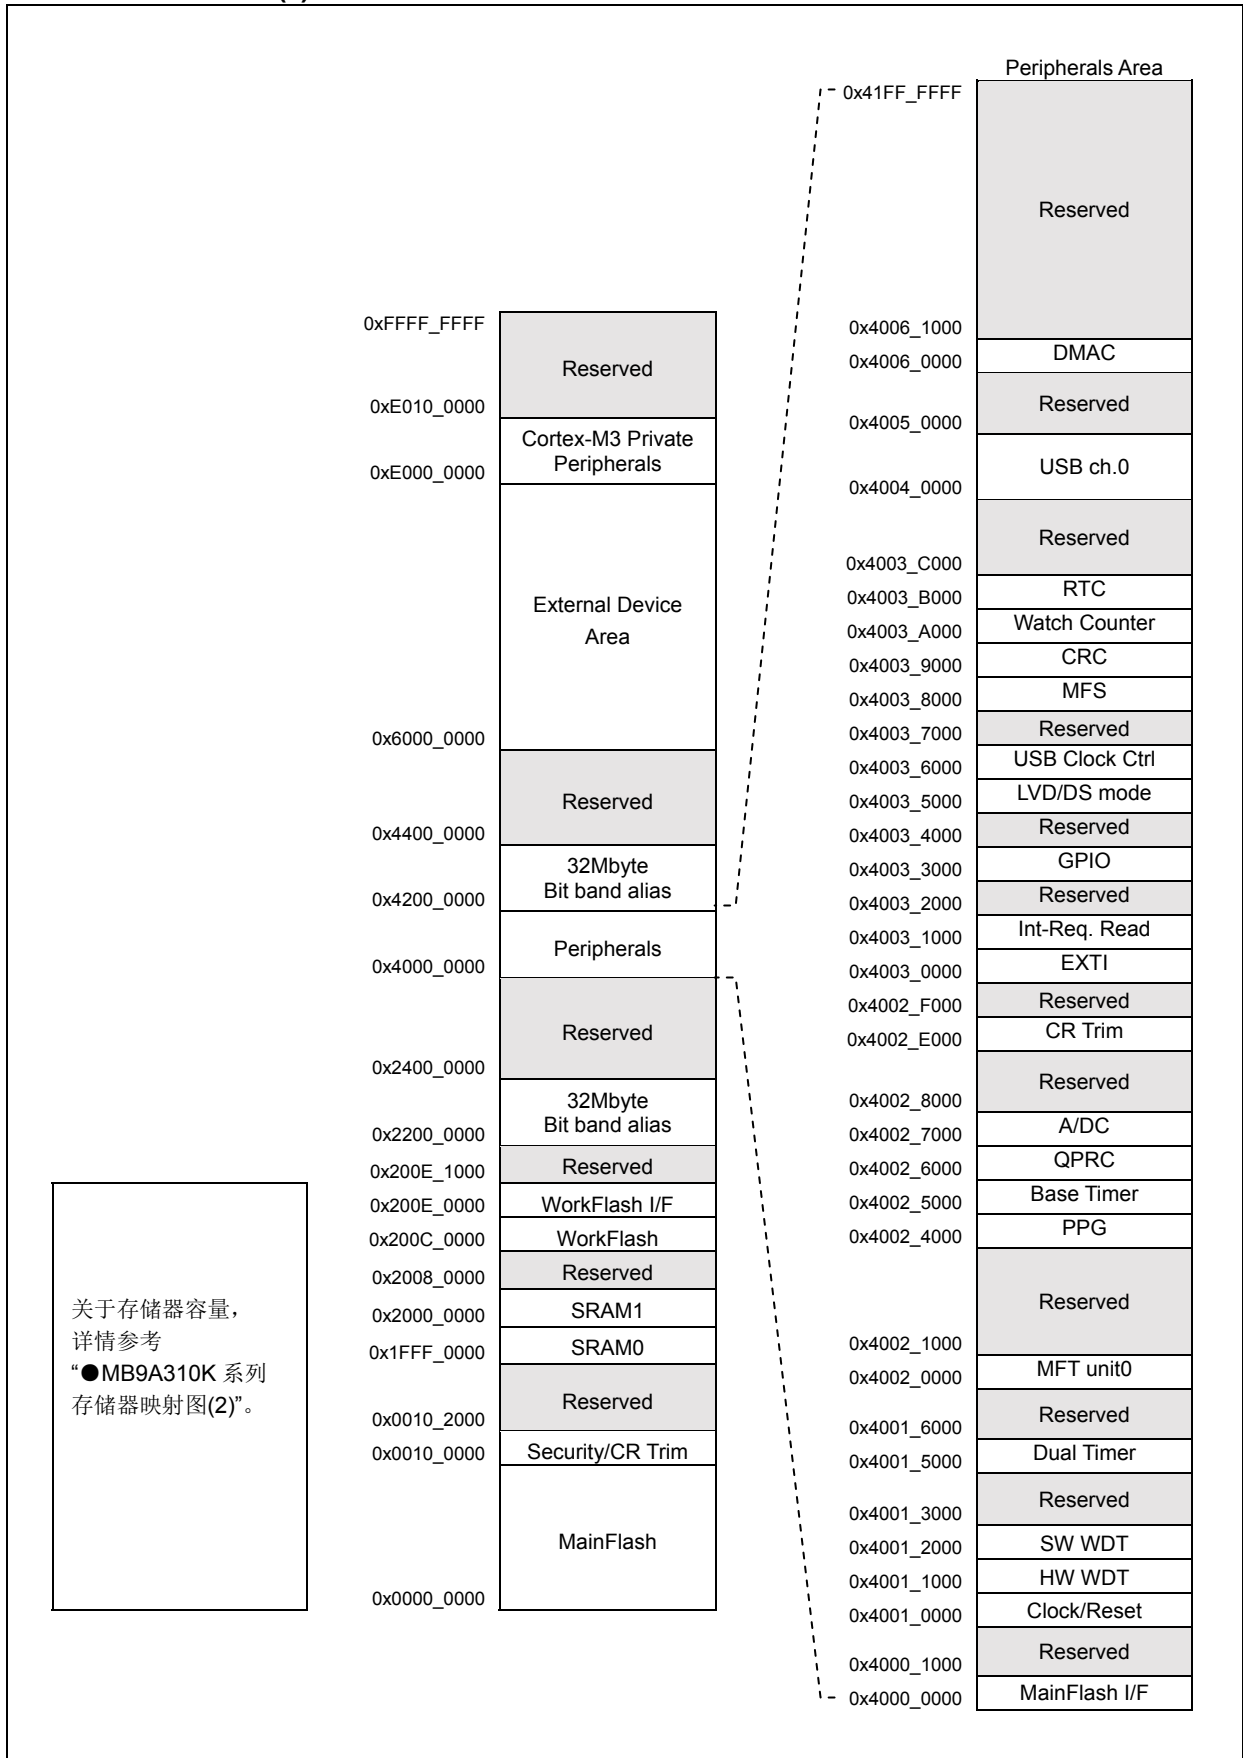 Peripherals Area
0x41FF_FFFF
Reserved
0x4006_1000
DMAC
0x4006_0000
Reserved
0x4005_0000
USB ch.0
0x4004_0000
Reserved
0x4003_C000
RTC
0x4003_B000
Watch Counter
0x4003_A000
CRC
0x4003_9000
MFS
0x4003_8000
Reserved
0x4003_7000
USB Clock Ctrl
0x4003_6000
LVD/DS mode
0x4003_5000
Reserved
0x4003_4000
GPIO
0x4003_3000
Reserved
0x4003_2000
Int-Req. Read
0x4003_1000
EXTI
0x4003_0000
Reserved
0x4002_F000
CR Trim
0x4002_E000
Reserved
0x4002_8000
A/DC
0x4002_7000
QPRC
0x4002_6000
Base Timer
0x4002_5000
PPG
0x4002_4000
Reserved
0x4002_1000
MFT unit0
0x4002_0000
Reserved
0x4001_6000
Dual Timer
0x4001_5000
Reserved
0x4001_3000
SW WDT
0x4001_2000
HW WDT
0x4001_1000
Clock/Reset
0x4001_0000
Reserved
0x4000_1000
MainFlash I/F
0x4000_0000
0xFFFF_FFFF
Reserved
0xE010_0000
Cortex-M3 Private
Peripherals
0xE000_0000
External Device
Area
0x6000_0000
Reserved
0x4400_0000
32Mbyte
Bit band alias
0x4200_0000
Peripherals
0x4000_0000
Reserved
0x2400_0000
32Mbyte
Bit band alias
0x2200_0000
Reserved
0x200E_1000
WorkFlash I/F
0x200E_0000
WorkFlash
0x200C_0000
Reserved
0x2008_0000
SRAM1
0x2000_0000
SRAM0
0x1FFF_0000
Reserved
0x0010_2000
Security/CR Trim
0x0010_0000
MainFlash
0x0000_0000
关于存储器容量，
详情参考
“●MB9A310K 系列
存储器映射图(2)”。